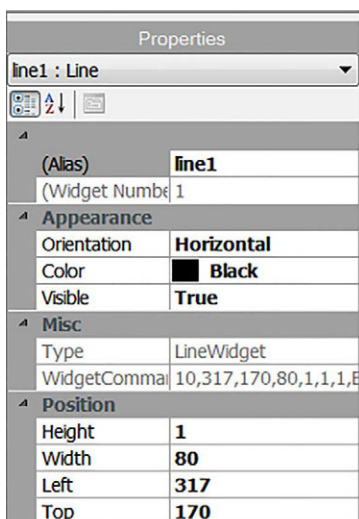 Properties
line1 : Line
(Alias) line1
(Widget Numbe 1
Appearance
Orientation Horizontal
Color Black
Visible True
Misc
Type LineWidget
WidgetComma 10,317,170,80,1,1,1,E
Position
Height 1
Width 80
Left 317
Top 170